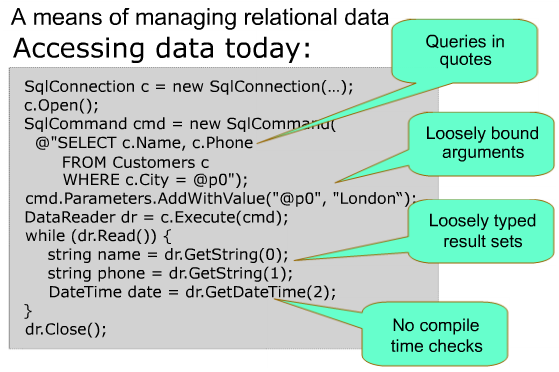 A means of managing relational data
Accessing data today:
Queries in
quotes
SqlConnection c = new SqlConnection(…);
c.Open();
SqlCommand cmd = new SqlCommand(
@"SELECT c.Name, c.Phone
FROM Customers c
WHERE c.City = @p0");
cmd.Parameters.AddWithValue("@p0", "London“);
DataReader dr = c.Execute(cmd);
while (dr.Read()) {
string name = dr.GetString(0);
string phone = dr.GetString(1);
DateTime date = dr.GetDateTime(2);
}
dr.Close();
Loosely bound
arguments
Loosely typed
result sets
No compile
time checks